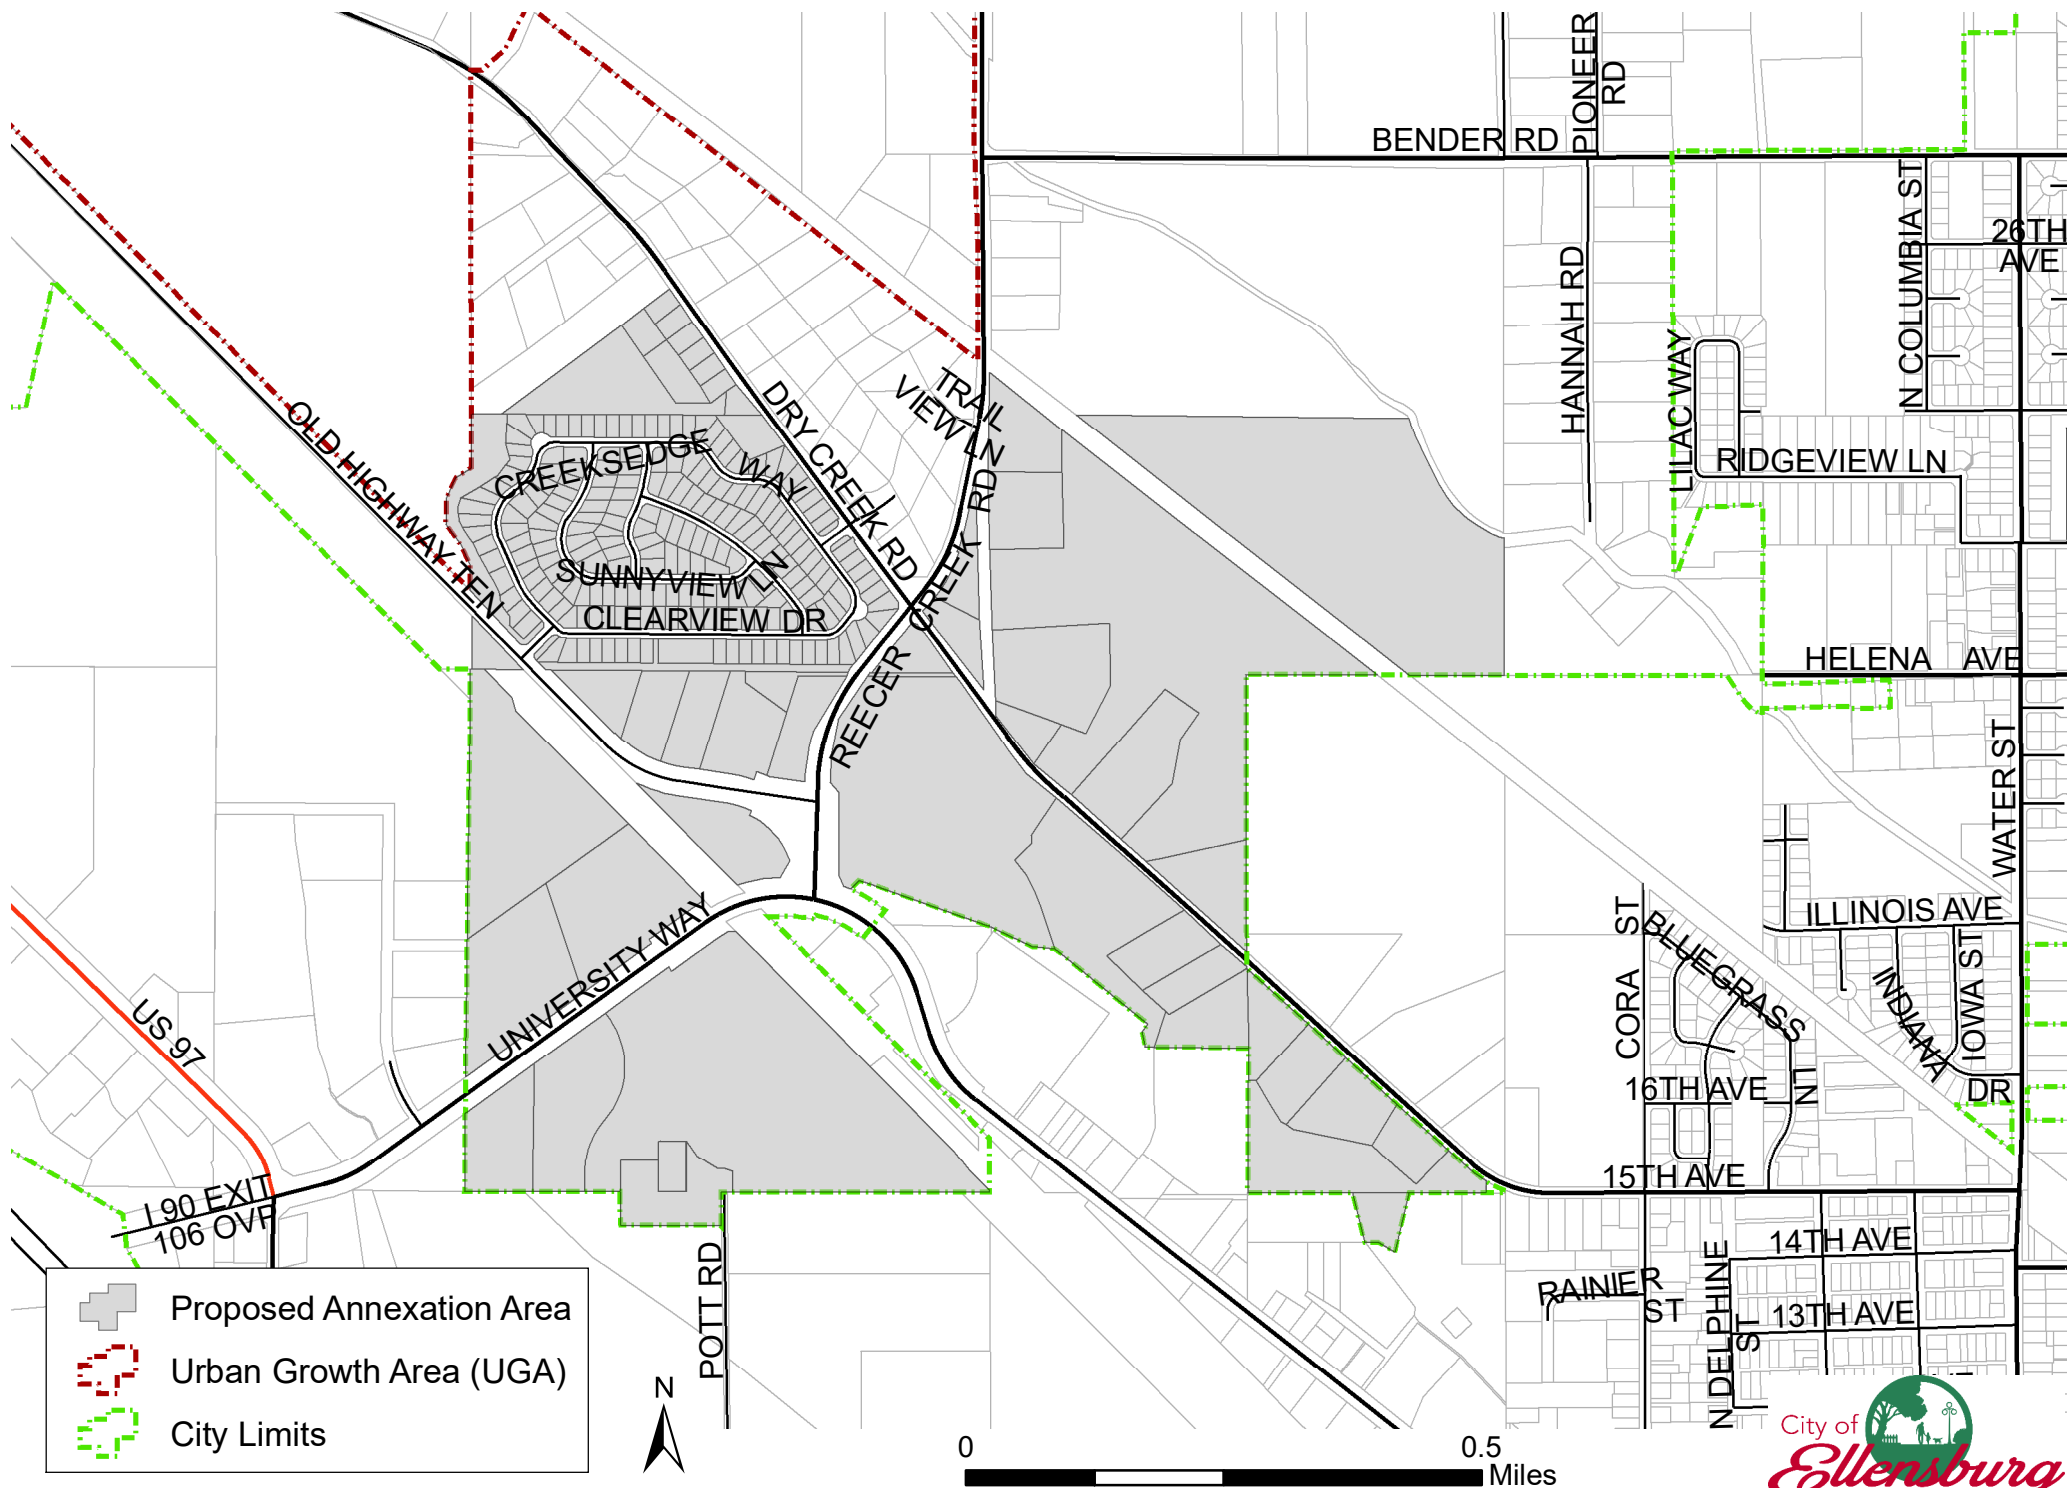 PIONEER
RD
BENDER RD
N COLUMBIA ST
26TH
AVE
HANNAH RD
LILAC WAY
RIDGEVIEW LN
TRAIL
VIEW LN
DRY CREEK RD
OLD HIGHWAY TEN
CREEKSEDGE WAY
SUNNYVIEW LN
CLEARVIEW DR
REECER CREEK RD
HELENA AVE
WATER ST
UNIVERSITY WAY
US 97
ILLINOIS AVE
CORA ST
BLUEGRASS LN
INDIANA DR
IOWA ST
16TH AVE
15TH AVE
I 90 EXIT
106 OVP
14TH AVE
13TH AVE
RAINIER
ST
N DELPHINE
ST
POTT RD
Proposed Annexation Area
Urban Growth Area (UGA)
City Limits
N
0 0.5
Miles
City of
Ellensburg